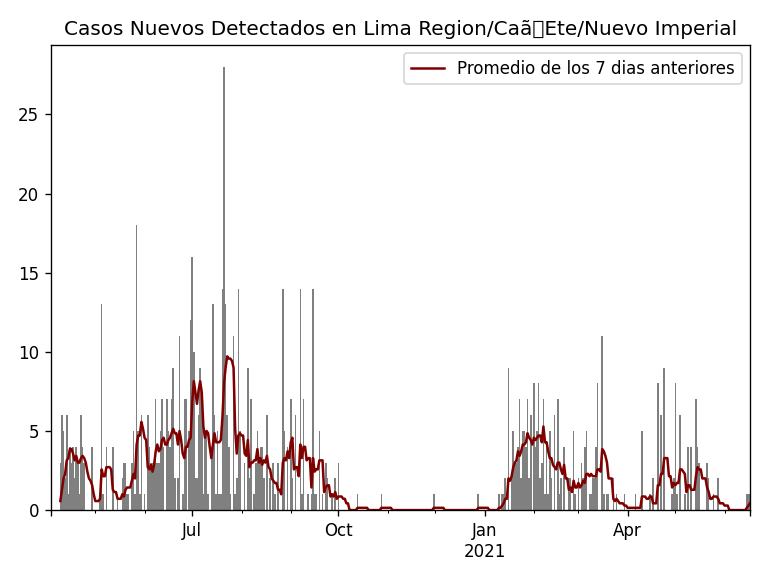 Casos Nuevos Detectados en Lima Region/Caã▯Ete/Nuevo Imperial
Promedio de los 7 dias anteriores
25
20
15
10
5
0
Jul
Oct
Jan
2021
Apr